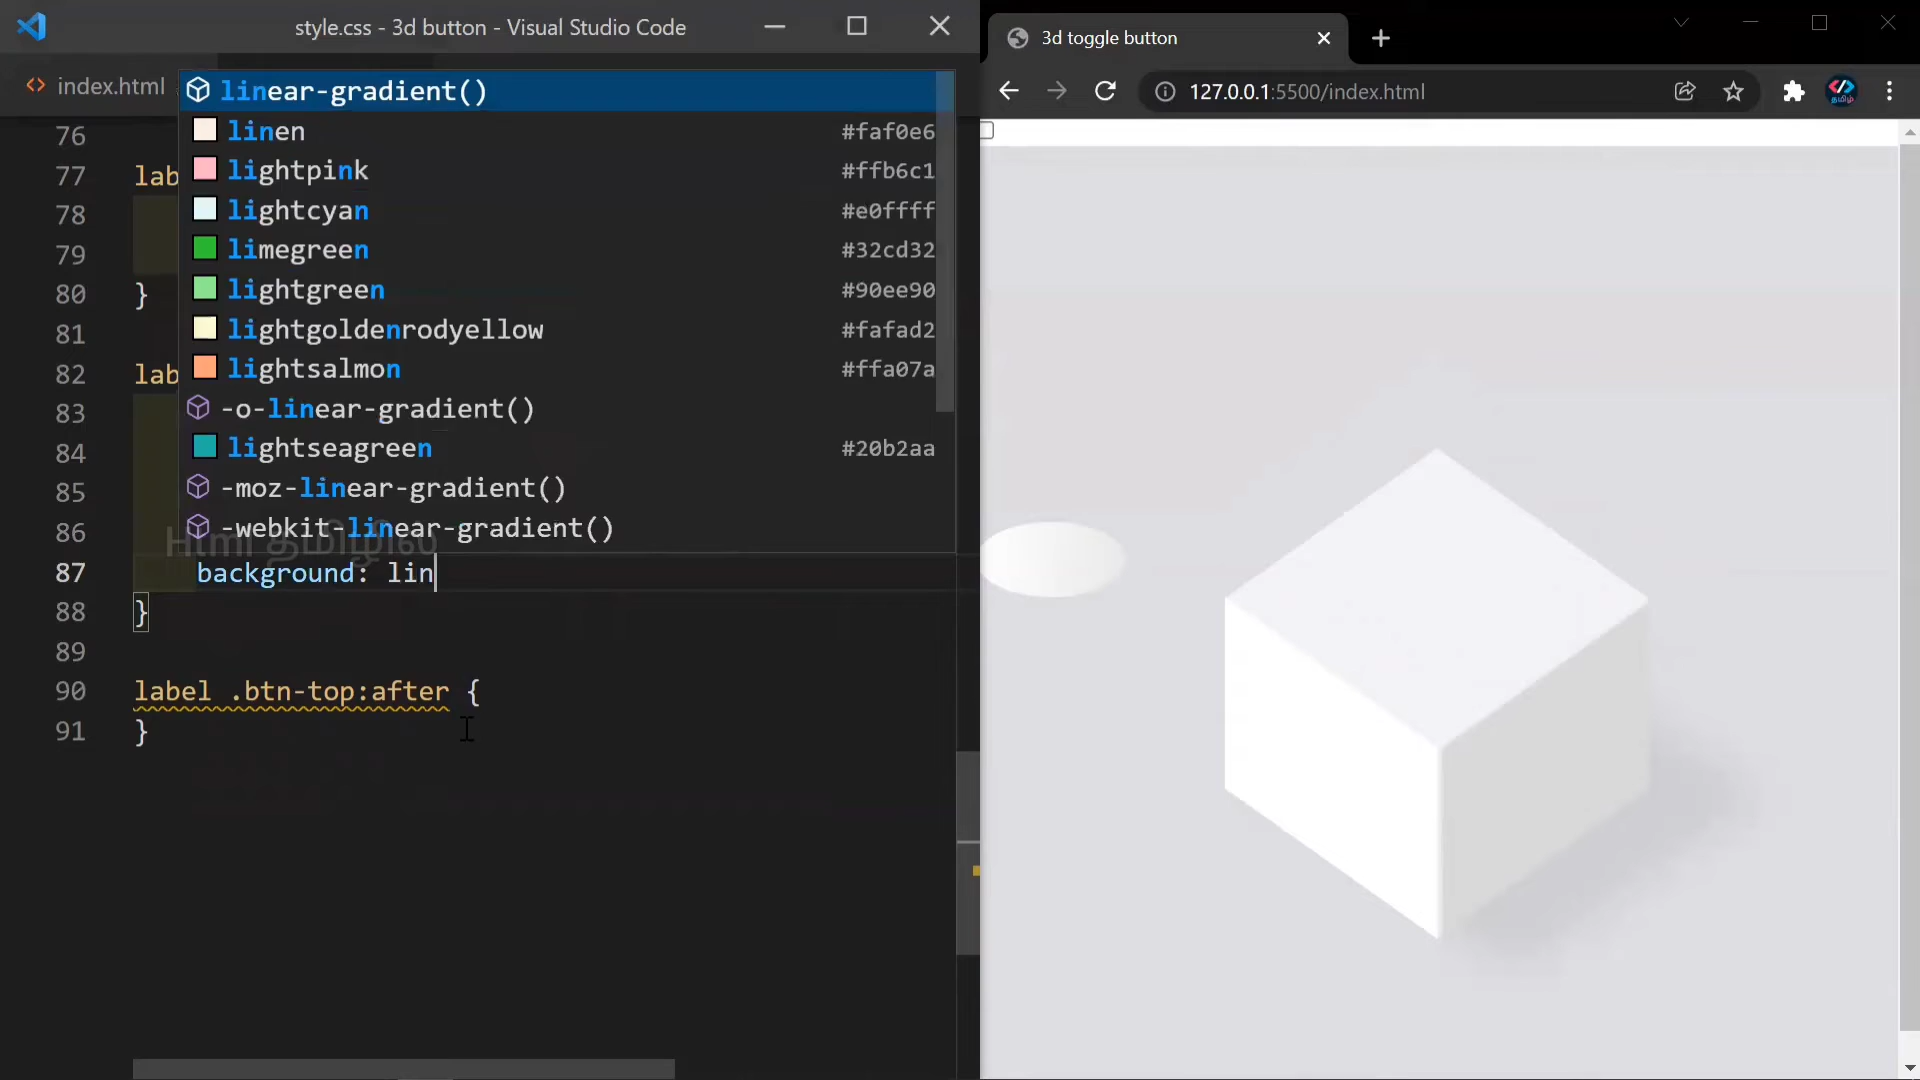 style.css - 3d button - Visual Studio Code
index.html
76
77 lab
78
79
80 }
81
82 lab
83
84
85
86
87 background: lin
88 }
89
90 label .btn-top:after {
91 }
linear-gradient()
linen #faf0e6
lightpink #ffb6c1
lightcyan #e0ffff
limegreen #32cd32
lightgreen #90ee90
lightgoldenrodyellow #fafad2
lightsalmon #ffa07a
-o-linear-gradient()
lightseagreen #20b2aa
-moz-linear-gradient()
-webkit-linear-gradient()
Html தமிழில்
3d toggle button
127.0.0.1:5500/index.html
தமிழ்